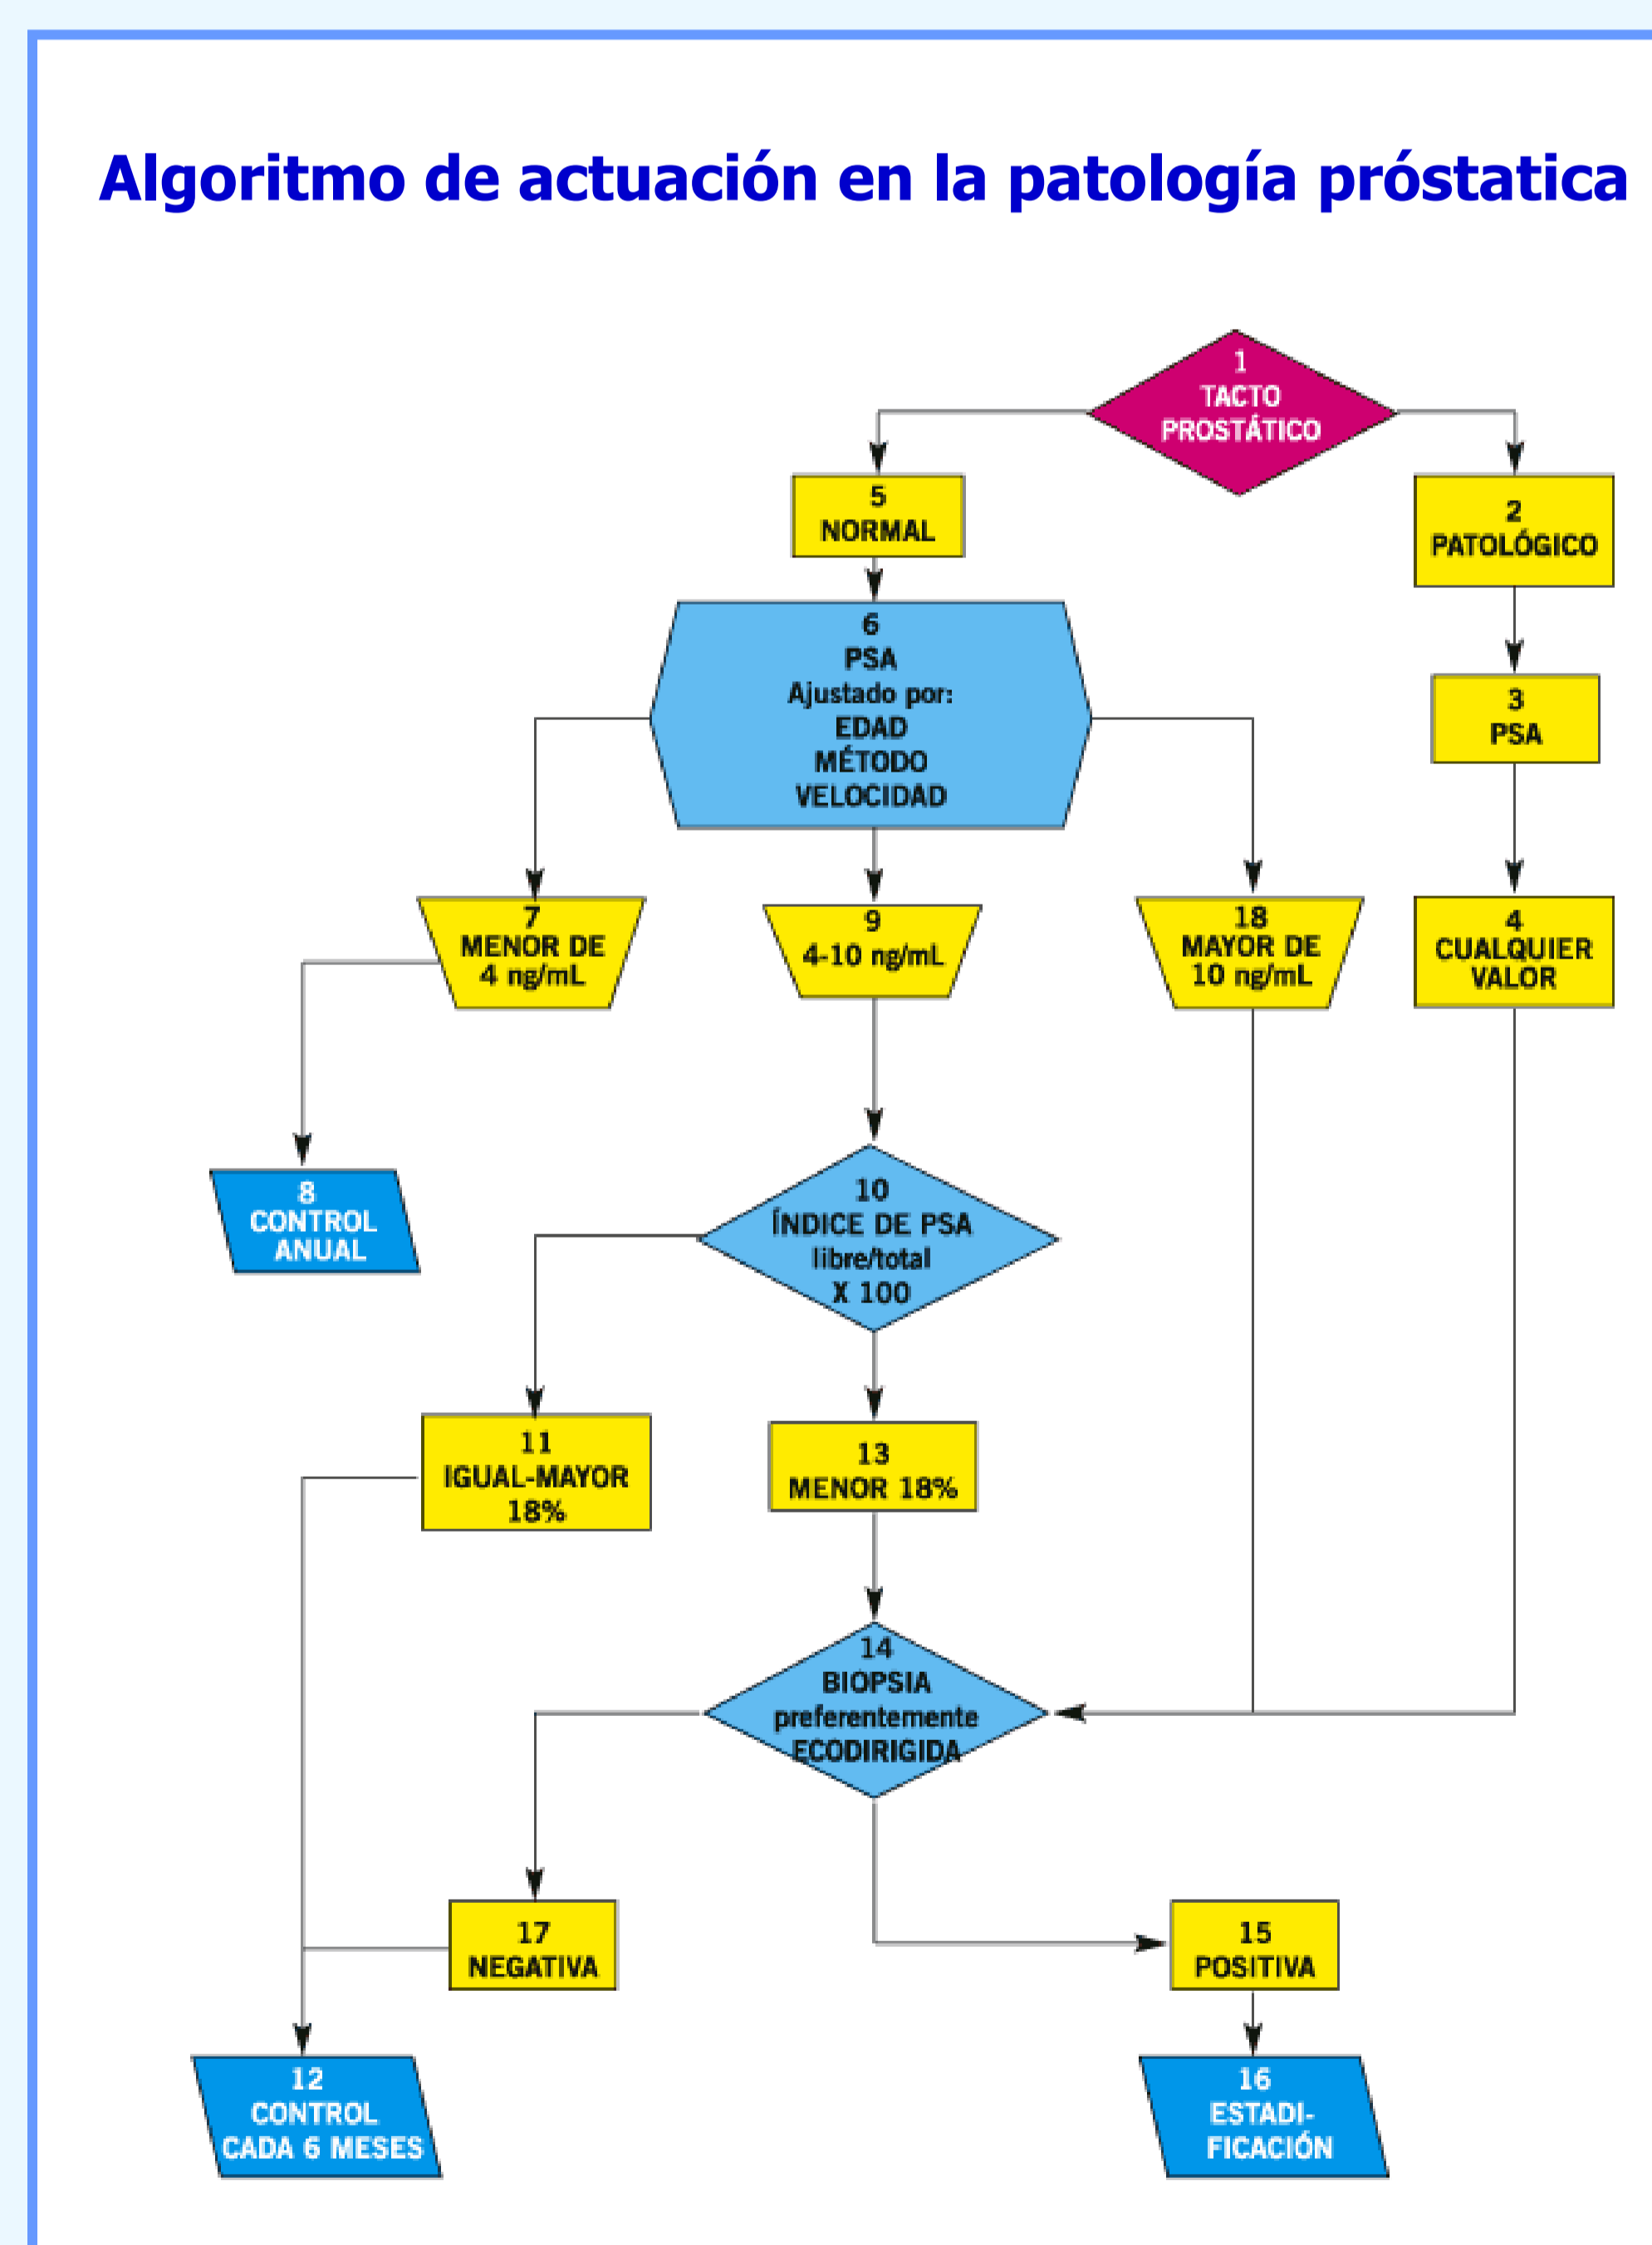 Algoritmo de actuación en la patología próstatica
1
TACTO
PROSTÁTICO
5
NORMAL
2
PATOLÓGICO
6
PSA
Ajustado por:
EDAD
MÉTODO
VELOCIDAD
3
PSA
7
MENOR DE
4 ng/mL
9
4-10 ng/mL
18
MAYOR DE
10 ng/mL
4
CUALQUIER
VALOR
8
CONTROL
ANUAL
10
ÍNDICE DE PSA
libre/total
X 100
11
IGUAL-MAYOR
18%
13
MENOR 18%
14
BIOPSIA
preferentemente
ECODIRIGIDA
17
NEGATIVA
15
POSITIVA
12
CONTROL
CADA 6 MESES
16
ESTADI-
FICACIÓN